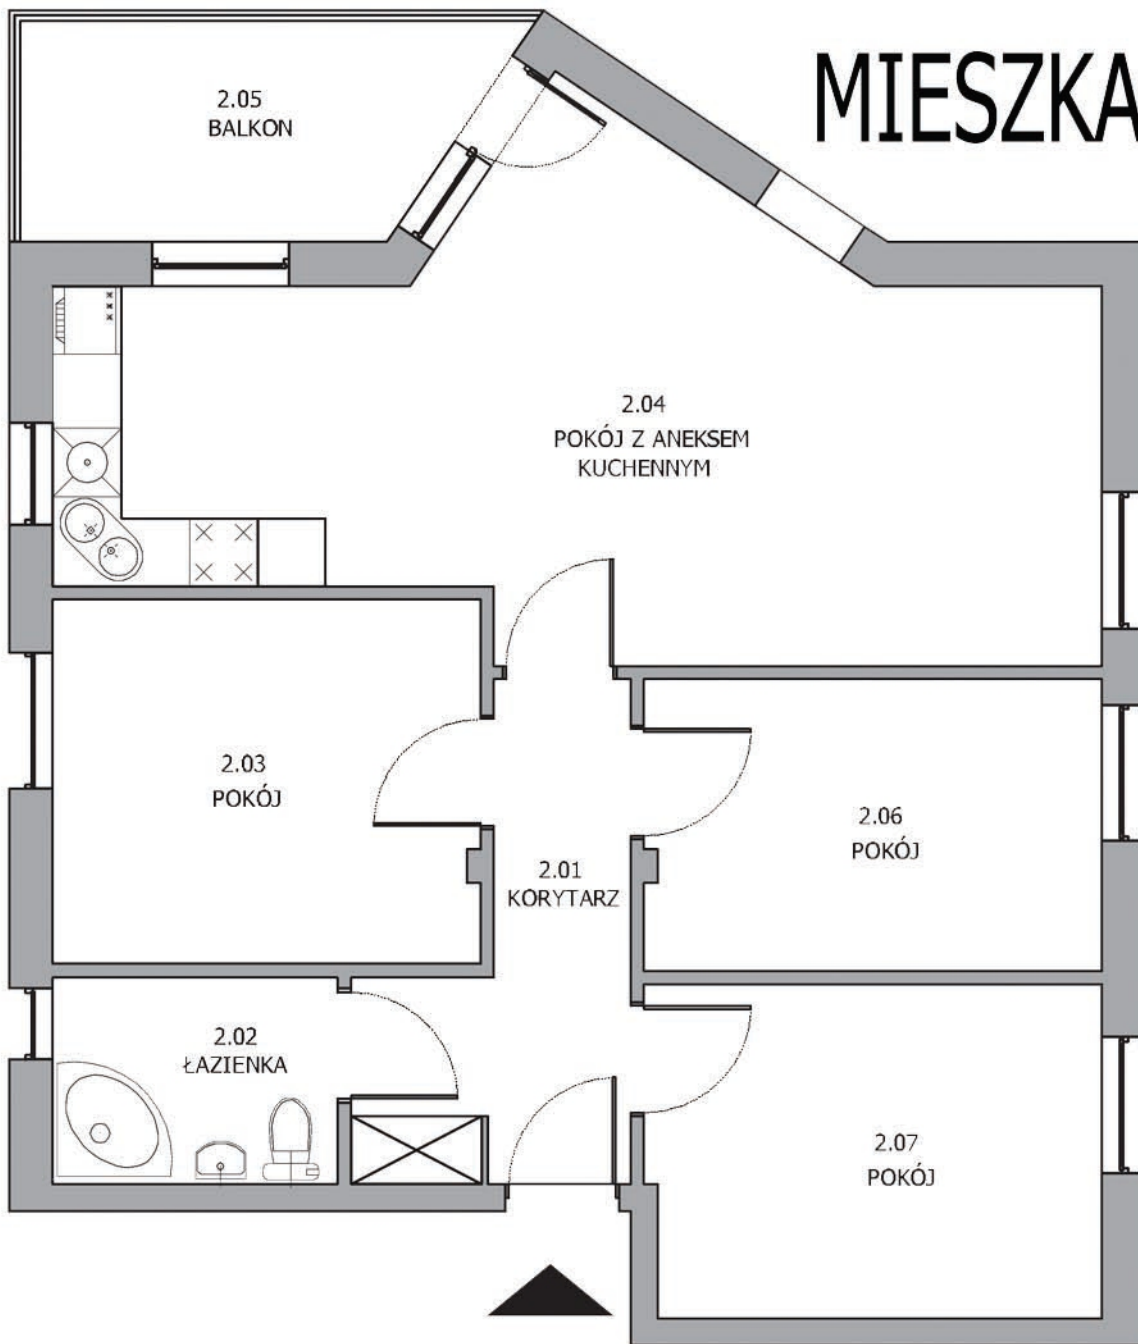 MIESZKA
2.05
BALKON
2.04
POKÓJ Z ANEKSEM
KUCHENNYM
2.03
POKÓJ
2.06
POKÓJ
2.01
KORYTARZ
2.02
ŁAZIENKA
2.07
POKÓJ